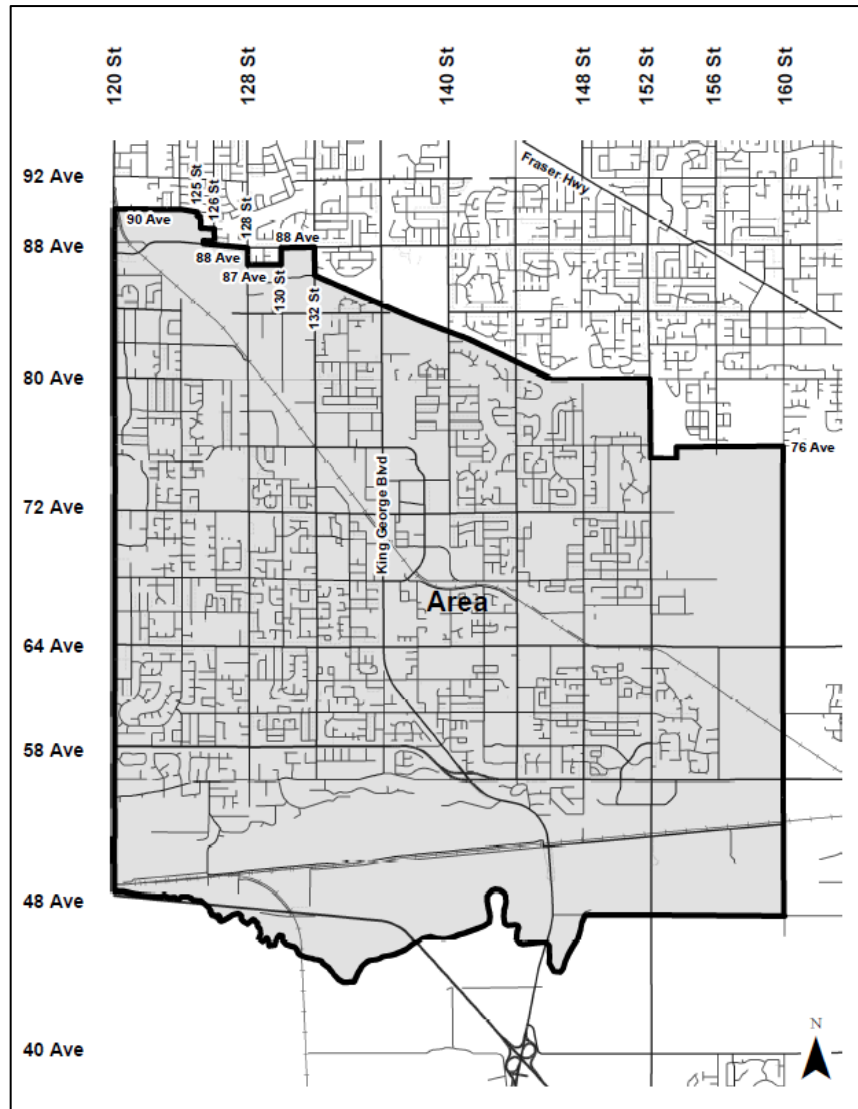 120 St
128 St
140 St
148 St
152 St
156 St
160 St
Fraser Hwy
92 Ave
125 St
126 St
128 St
90 Ave
88 Ave
88 Ave
88 Ave
87 Ave
130 St
132 St
80 Ave
76 Ave
King George Blvd
72 Ave
Area
64 Ave
58 Ave
48 Ave
40 Ave
N